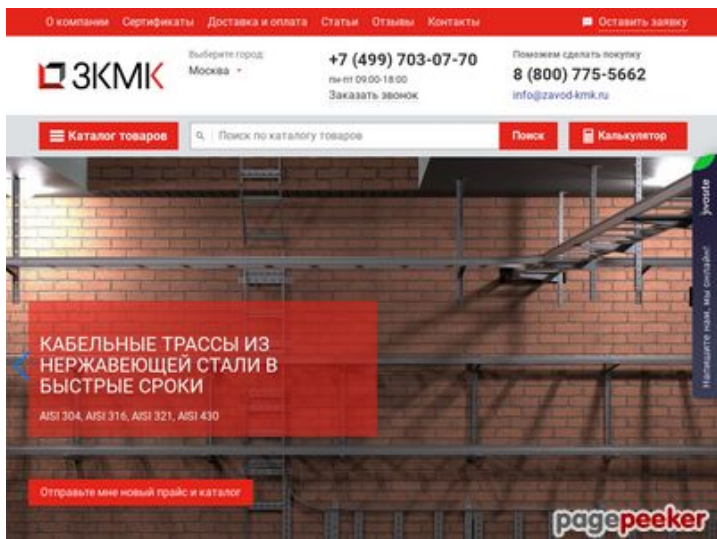 О компании Сертификаты Доставка и оплата Статьи Отзывы Контакты Оставить заявку
ЗКМК
Выберите город:
Москва
+7 (499) 703-07-70
пн-пт 09:00-18:00
Заказать звонок
Поможем сделать покупку
8 (800) 775-5662
info@zavod-kmk.ru
Каталог товаров
Поиск по каталогу товаров
Поиск
Калькулятор
jivosite
Напишите нам, мы онлайн!
КАБЕЛЬНЫЕ ТРАССЫ ИЗ
НЕРЖАВЕЮЩЕЙ СТАЛИ В
БЫСТРЫЕ СРОКИ
AISI 304, AISI 316, AISI 321, AISI 430
Отправьте мне новый прайс и каталог
pagepeeker